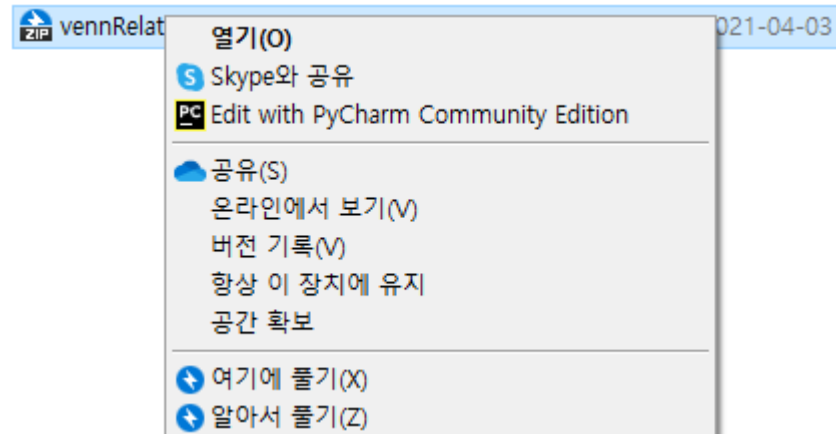 ZIP vennRelat 021-04-03
열기(O)
S Skype와 공유
PC Edit with PyCharm Community Edition
공유(S)
온라인에서 보기(V)
버전 기록(V)
항상 이 장치에 유지
공간 확보
여기에 풀기(X)
알아서 풀기(Z)